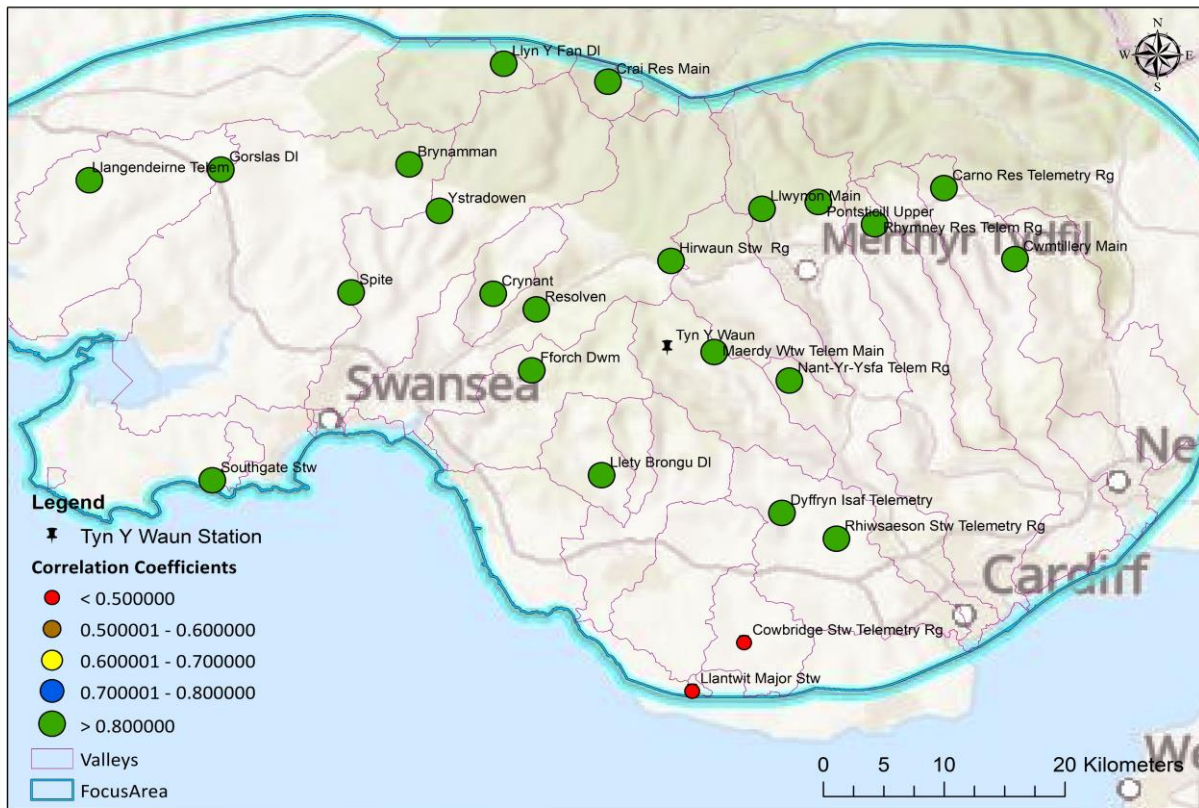 N
W E
S
Llyn Y Fan Dl
Crai Res Main
Llangendeirne Telem
Gorslas Dl
Brynamman
Ystradowen
Carno Res Telemetry Rg
Llwynon Main
Pontsticill Upper
Rhymney Res Telem Rg
Merthyr Tydfil
Cwmtillery Main
Hirwaun Stw Rg
Spite
Crynant
Resolven
Tyn Y Waun
Maerdy Wtw Telem Main
Nant-Yr-Ysfa Telem Rg
Fforch Dwm
Swansea
Ne
Llety Brongu Dl
Southgate Stw
Dyffryn Isaf Telemetry
Rhiwsaeson Stw Telemetry Rg
Cardiff
Cowbridge Stw Telemetry Rg
Llantwit Major Stw
We
Legend
Tyn Y Waun Station
Correlation Coefficients
< 0.500000
0.500001 - 0.600000
0.600001 - 0.700000
0.700001 - 0.800000
> 0.800000
Valleys
FocusArea
0 5 10 20 Kilometers